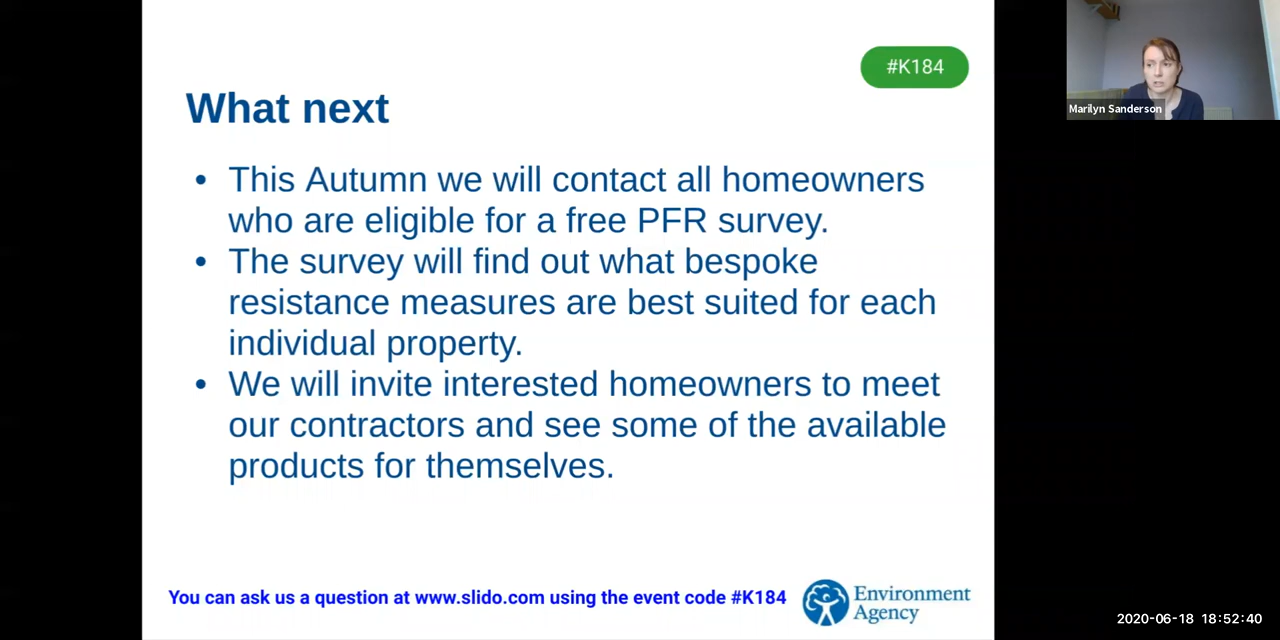 #K184
Marilyn Sanderson
What next
• This Autumn we will contact all homeowners
who are eligible for a free PFR survey.
• The survey will find out what bespoke
resistance measures are best suited for each
individual property.
• We will invite interested homeowners to meet
our contractors and see some of the available
products for themselves.
You can ask us a question at www.slido.com using the event code #K184
Environment
Agency
2020-06-18 18:52:40